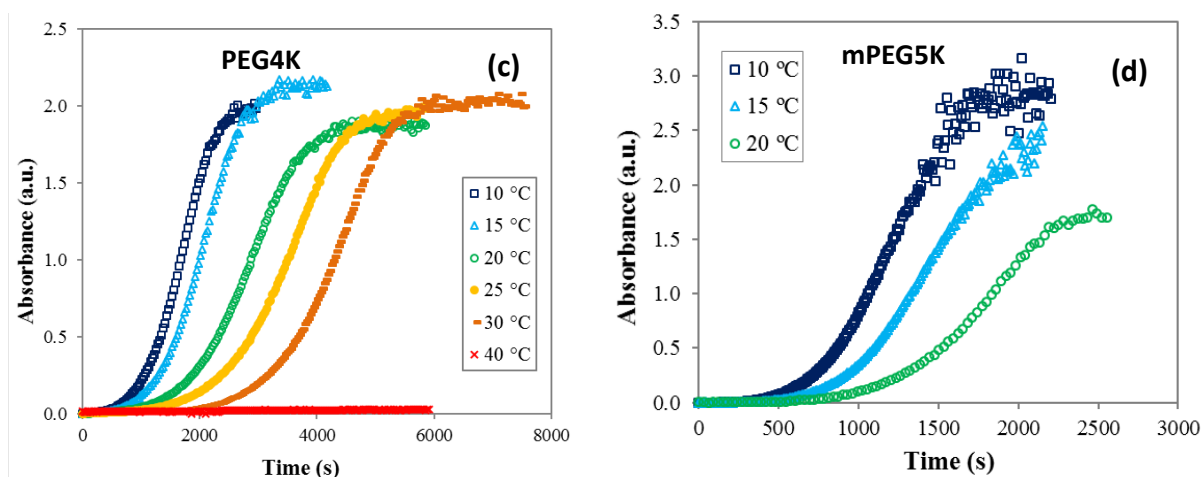 PEG4K
(c)
Absorbance (a.u.)
2.5
2.0
1.5
1.0
0.5
0.0
10 °C
15 °C
20 °C
25 °C
30 °C
40 °C
0
2000
4000
6000
8000
Time (s)
mPEG5K
(d)
Absorbance (a.u.)
3.5
3.0
2.5
2.0
1.5
1.0
0.5
0.0
10 ºC
15 ºC
20 ºC
0
500
1000
1500
2000
2500
3000
Time (s)